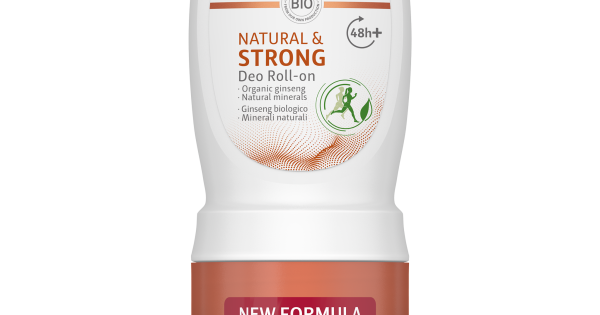 BIO
NATURAL &
STRONG
Deo Roll-on
· Organic ginseng
· Natural minerals
· Ginseng biologico
· Minerali naturali
48h+
NEW FORMULA